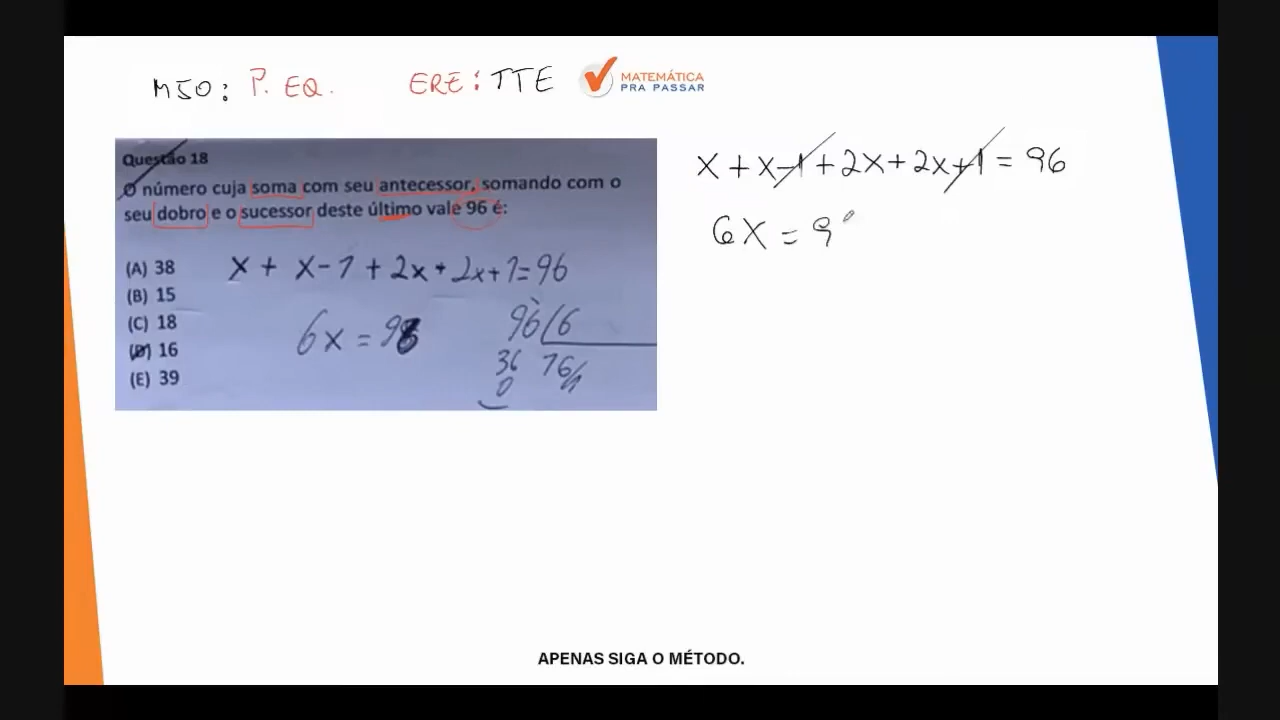 M50: P. EQ. ERE: TTE
MATEMÁTICA
PRA PASSAR
Questão 18
O número cuja soma com seu antecessor, somando com o
seu dobro e o sucessor deste último vale 96 é:
(A) 38
(B) 15
(C) 18
(D) 16
(E) 39
x + x-1 + 2x + 2x+1=96
6x = 96
96 6
36 16
0
x + x-1 + 2x + 2x+1 = 96
6x = 9
APENAS SIGA O MÉTODO.